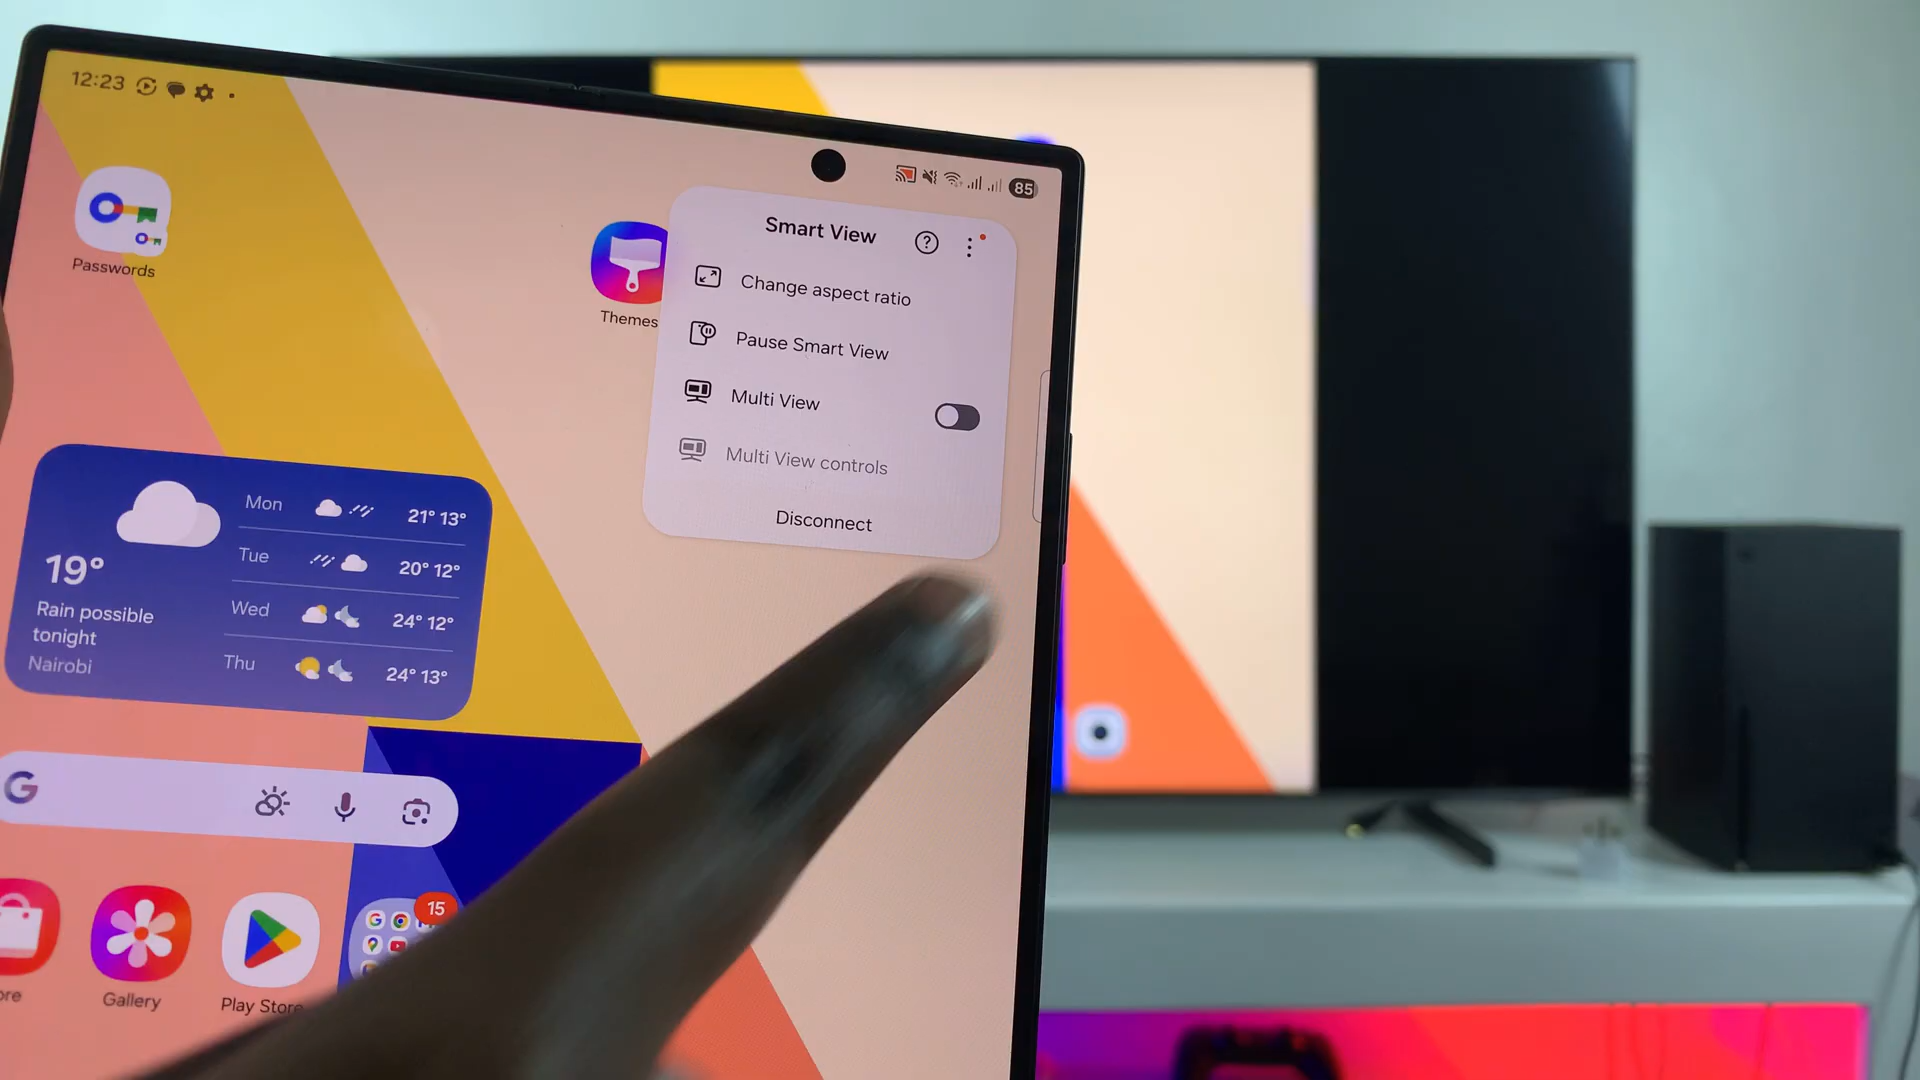 12:23
85
Passwords
Themes
Smart View
Change aspect ratio
Pause Smart View
Multi View
Multi View controls
Disconnect
Mon 21° 13°
19° Tue 20° 12°
Rain possible
tonight
Nairobi
Wed 24° 12°
Thu 24° 13°
G
15
ore
Gallery
Play Store